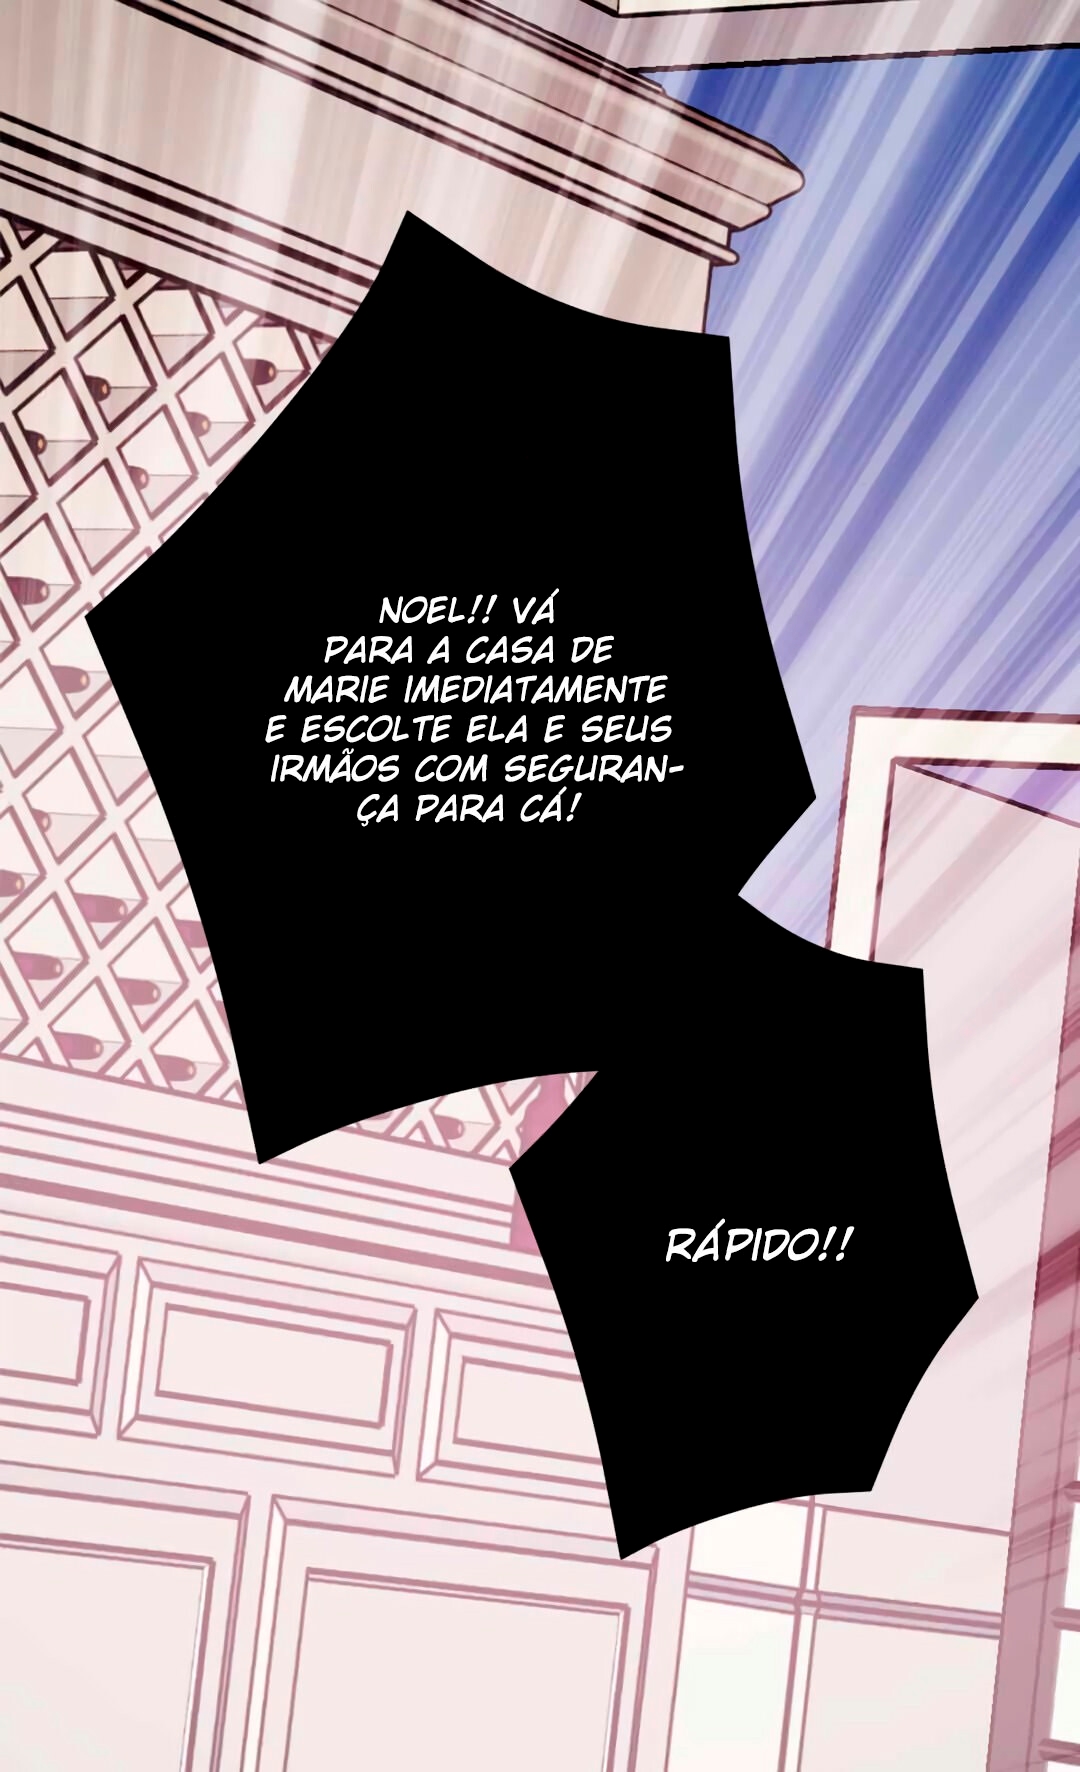 NOEL!! VÁ
PARA A CASA DE
MARIE IMEDIATAMENTE
E ESCOLTE ELA E SEUS
IRMÃOS COM SEGURAN-
ÇA PARA CÁ!
RÁPIDO!!